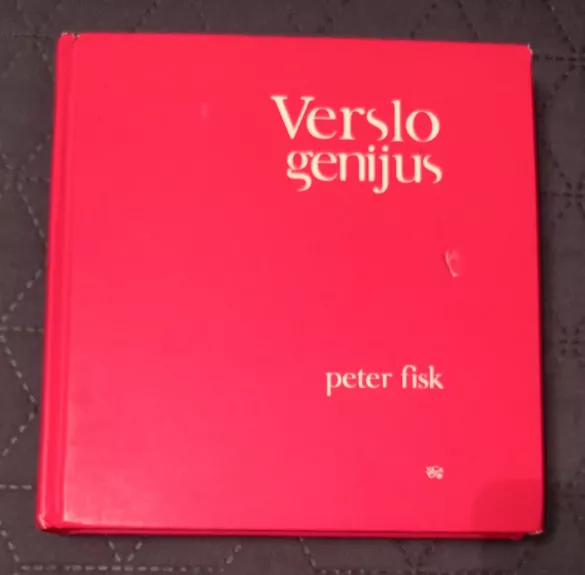 Verslo
genijus
peter fisk